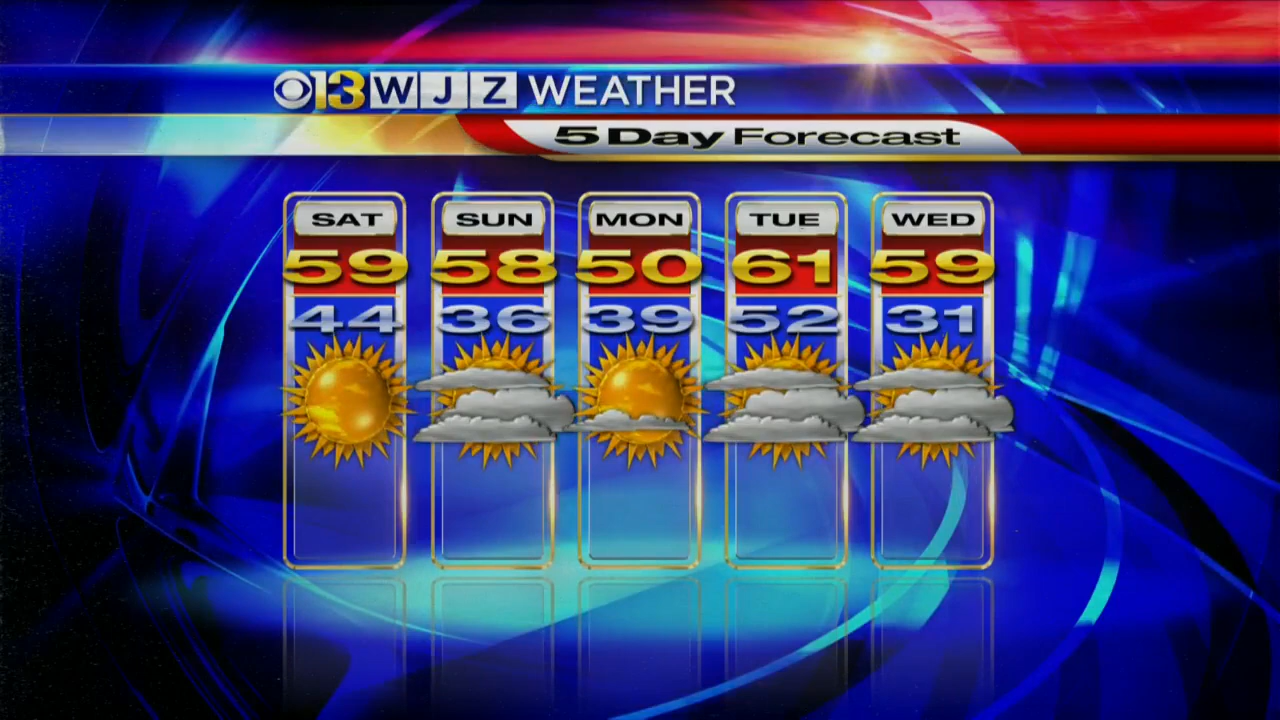 13 WJZ WEATHER
5 Day Forecast
SAT SUN MON TUE WED
59 58 50 61 59
44 36 39 52 31